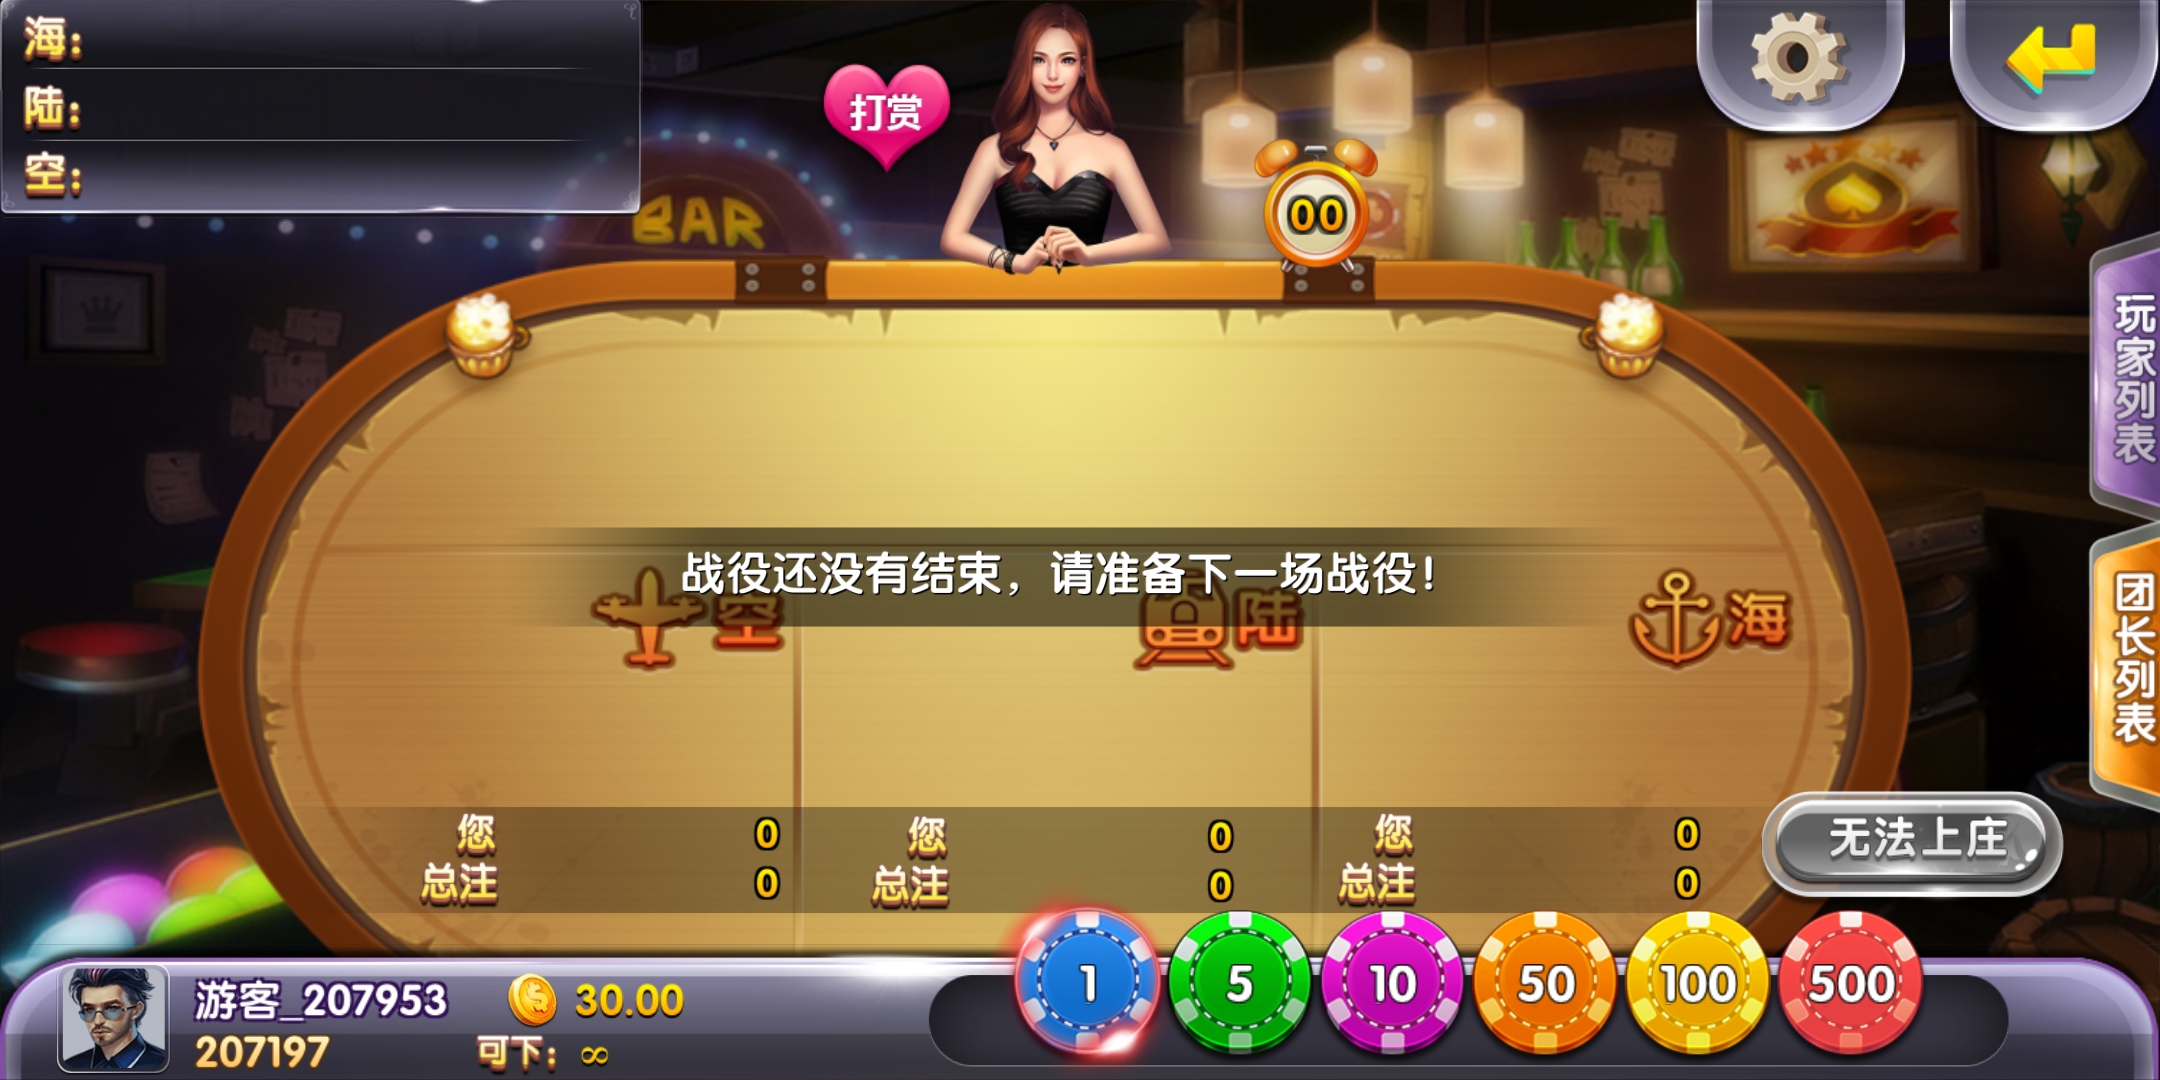 海：
陆：
空：
打赏
BAR
00
玩家列表
团长列表
战役还没有结束，请准备下一场战役！
空
陆
海
您 0
总注 0
您 0
总注 0
您 0
总注 0
无法上庄
游客_207953
30.00
207197
可下：∞
1
5
10
50
100
500